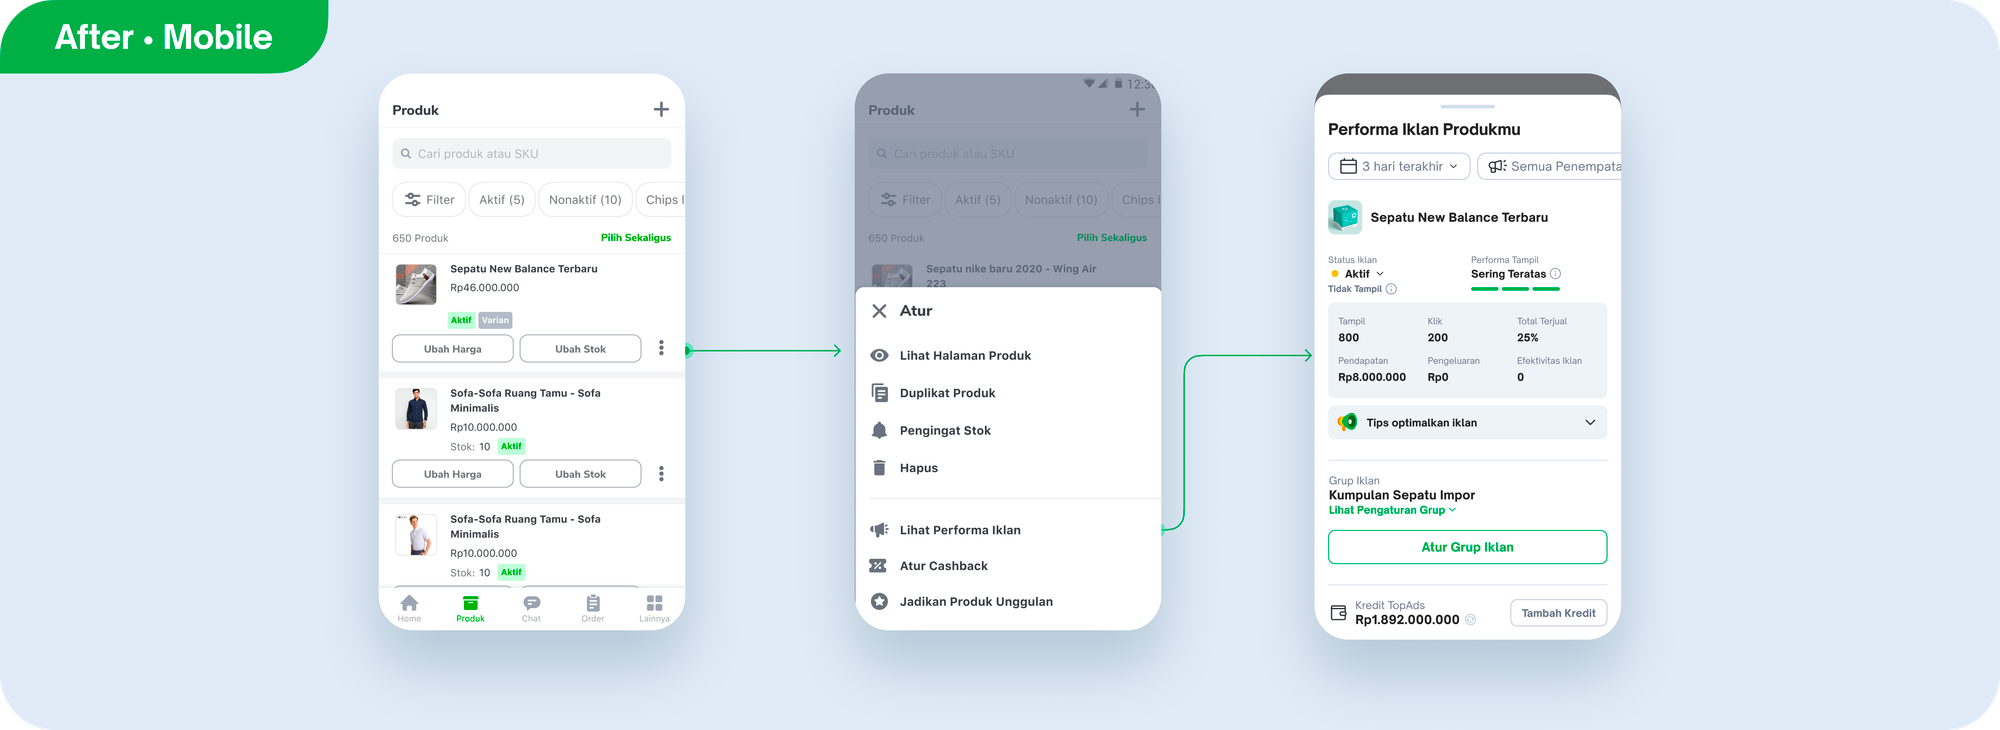 After • Mobile
Produk
Cari produk atau SKU
Filter
Aktif (5)
Nonaktif (10)
Chips
650 Produk
Pilih Sekaligus
Sepatu New Balance Terbaru
Rp46.000.000
Aktif
Varian
Ubah Harga
Ubah Stok
Sofa-Sofa Ruang Tamu - Sofa
Minimalis
Rp10.000.000
Stok: 10
Aktif
Ubah Harga
Ubah Stok
Sofa-Sofa Ruang Tamu - Sofa
Minimalis
Rp10.000.000
Stok: 10
Aktif
Home
Produk
Chat
Order
Lainnya
12:3
Produk
Cari produk atau SKU
Filter
Aktif (5)
Nonaktif (10)
Chips
650 Produk
Pilih Sekaligus
Sepatu nike baru 2020 - Wing Air
223
Atur
Lihat Halaman Produk
Duplikat Produk
Pengingat Stok
Hapus
Lihat Performa Iklan
Atur Cashback
Jadikan Produk Unggulan
Performa Iklan Produkmu
3 hari terakhir
Semua Penempata
Sepatu New Balance Terbaru
Status Iklan
Aktif
Tidak Tampil
Performa Tampil
Sering Teratas
Tampil
800
Klik
200
Total Terjual
25%
Pendapatan
Rp8.000.000
Pengeluaran
Rp0
Efektivitas Iklan
0
Tips optimalkan iklan
Grup Iklan
Kumpulan Sepatu Impor
Lihat Pengaturan Grup
Atur Grup Iklan
Kredit TopAds
Rp1.892.000.000
Tambah Kredit